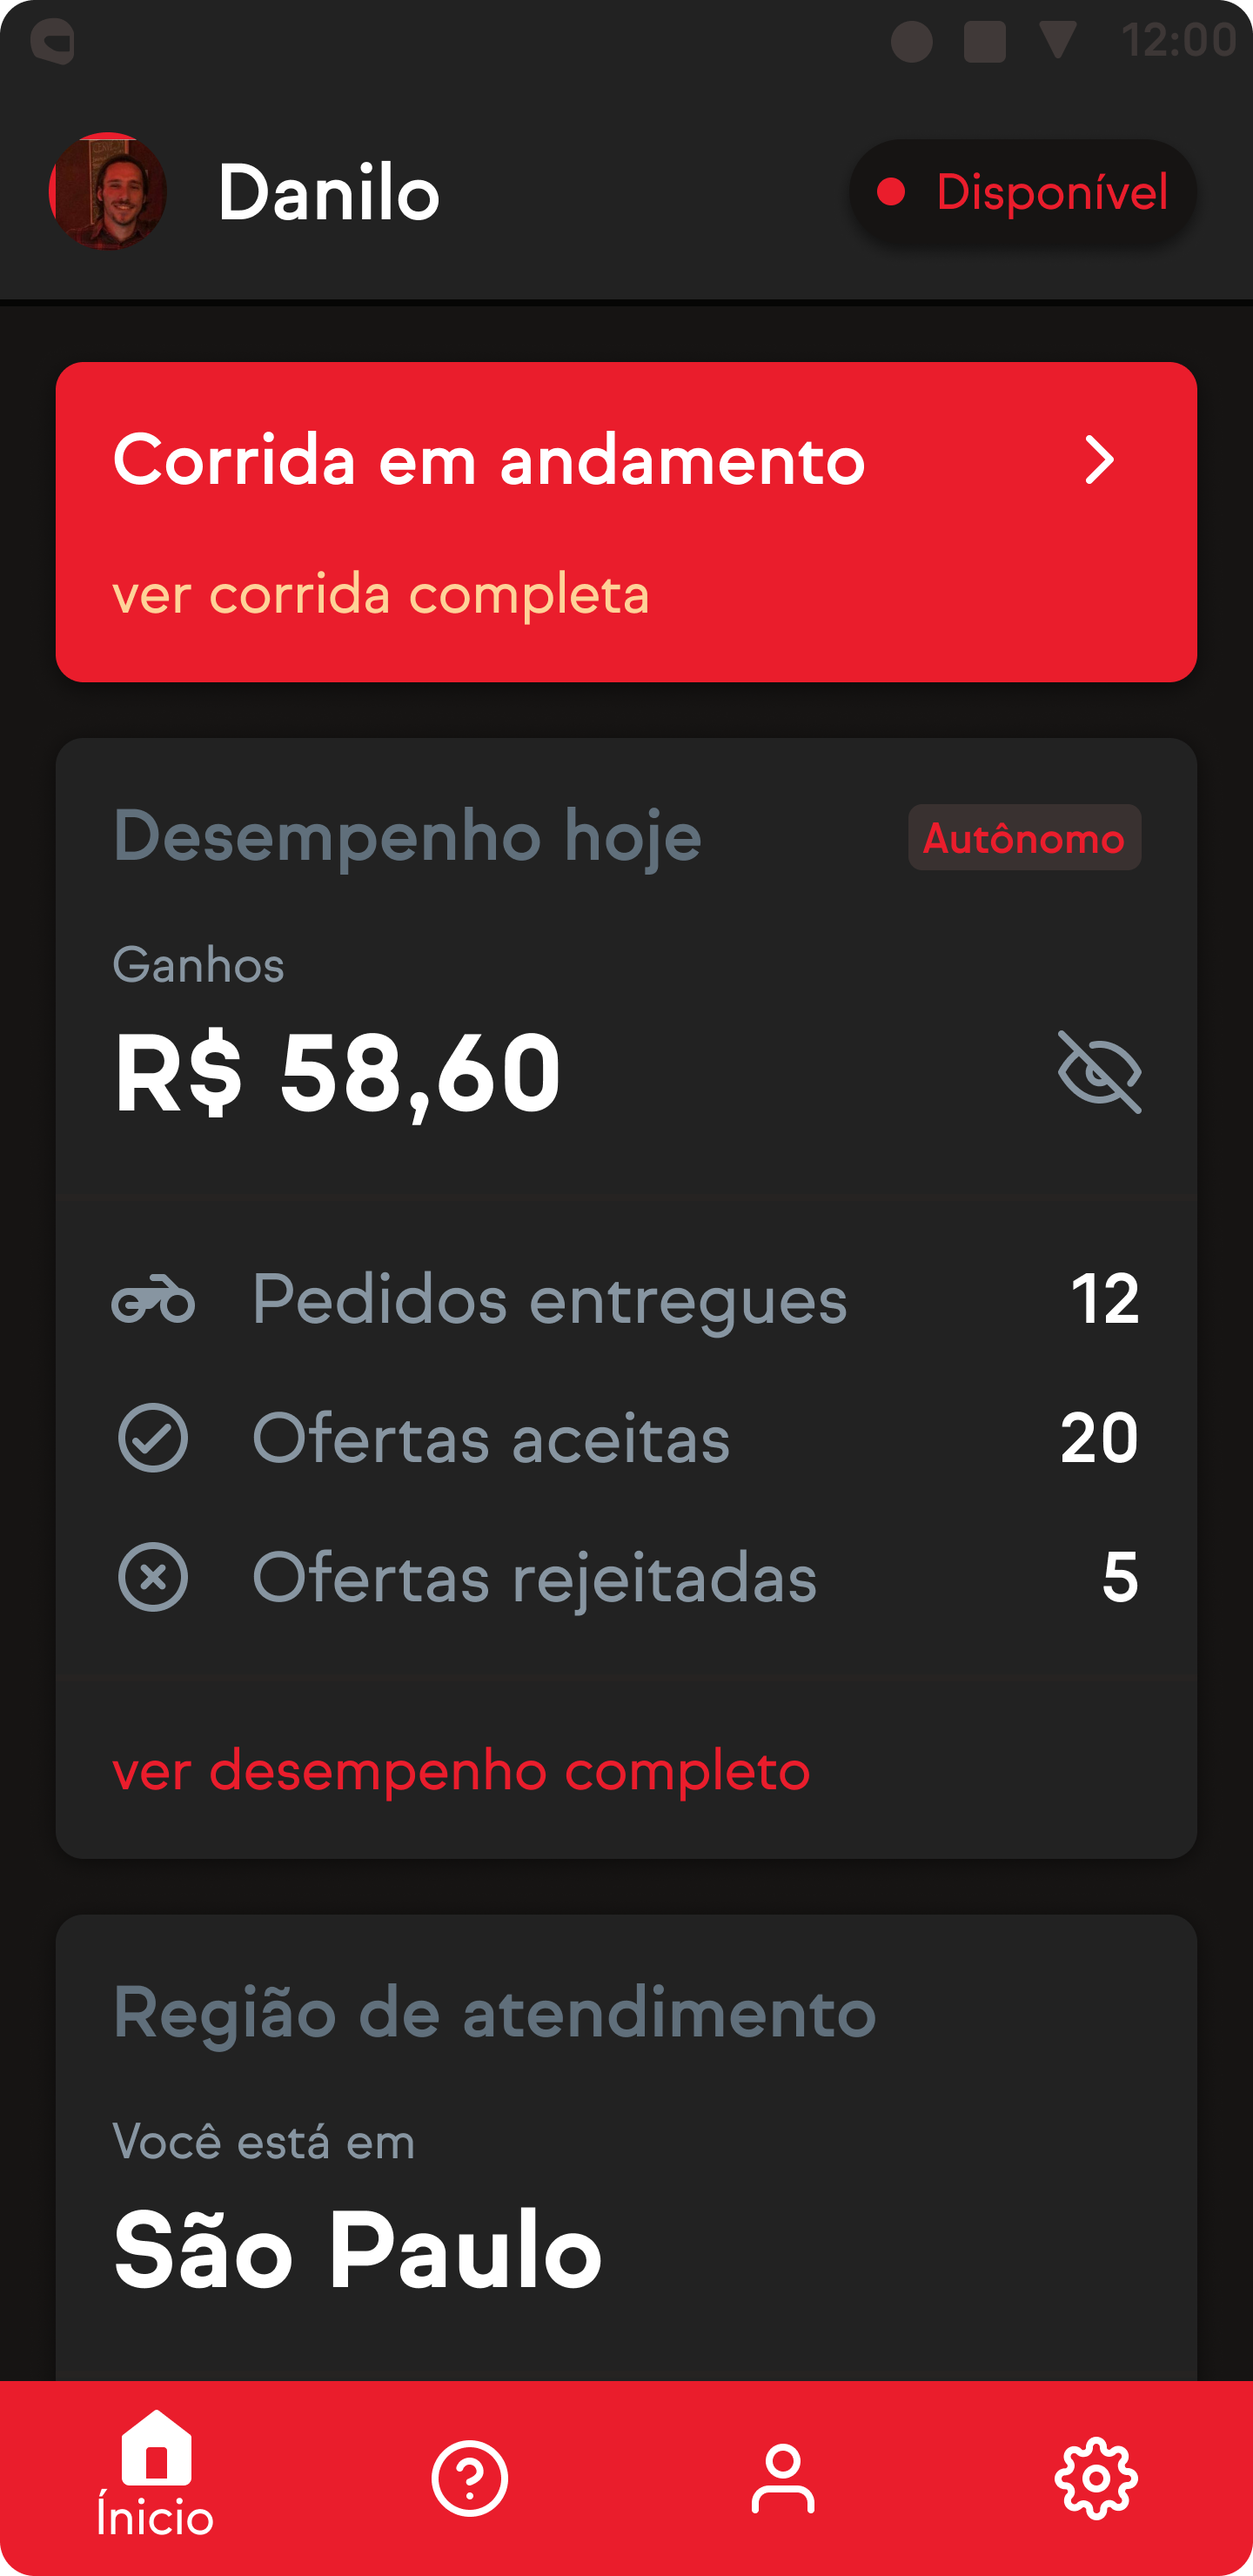 12:00
Danilo
Disponível
Corrida em andamento
ver corrida completa
Desempenho hoje
Autônomo
Ganhos
R$ 58,60
Pedidos entregues 12
Ofertas aceitas 20
Ofertas rejeitadas 5
ver desempenho completo
Região de atendimento
Você está em
São Paulo
Ínicio